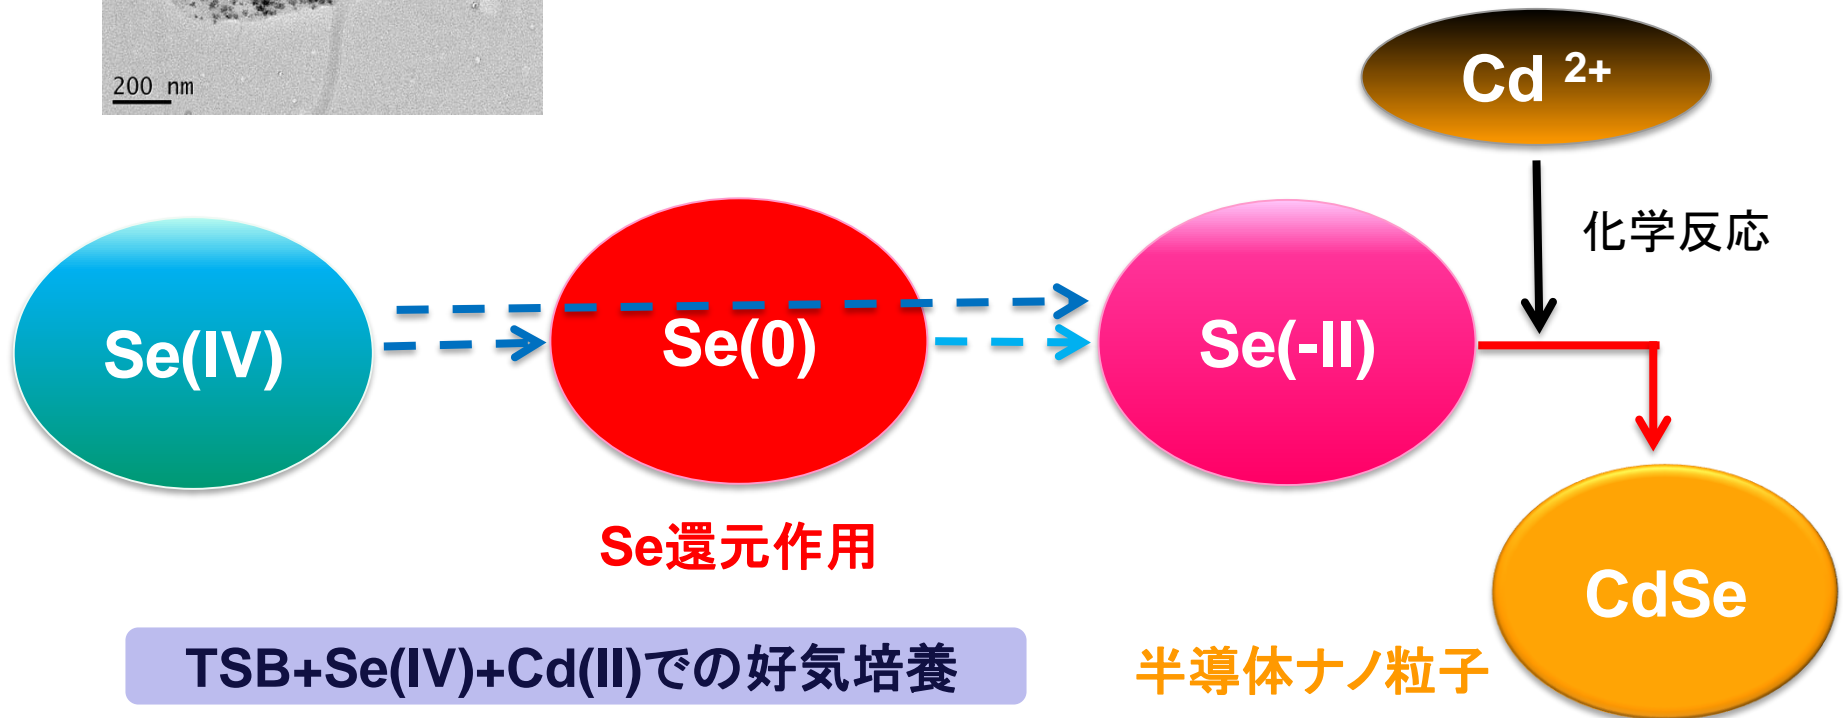 200 nm
Cd 2+
化学反応
Se(IV)
Se(0)
Se(-II)
Se還元作用
CdSe
TSB+Se(IV)+Cd(II)での好気培養
半導体ナノ粒子